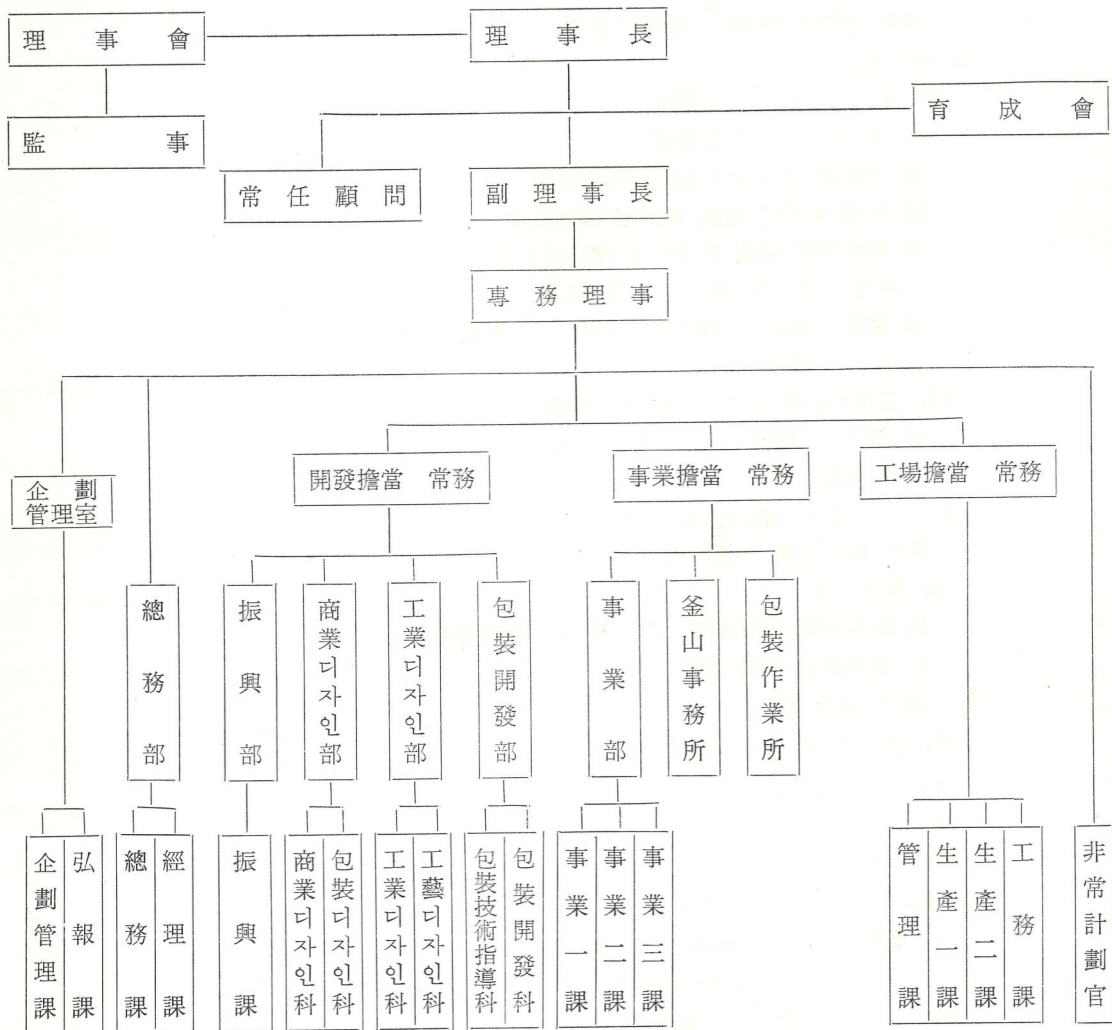 理事會
理事長
育成會
監事
常任顧問
副理事長
專務理事
開發擔當 常務
事業擔當 常務
工場擔當 常務
企劃
管理室
總務部
振興部
商業디자인部
工業디자인部
包裝開發部
事業部
釜山事務所
包裝作業所
企劃管理課
弘報課
總務課
經理課
振興課
商業디자인科
包裝디자인科
工業디자인科
工藝디자인科
包裝技術指導科
包裝開發科
事業一課
事業二課
事業三課
管理課
生產一課
生產二課
工務課
非常計劃官